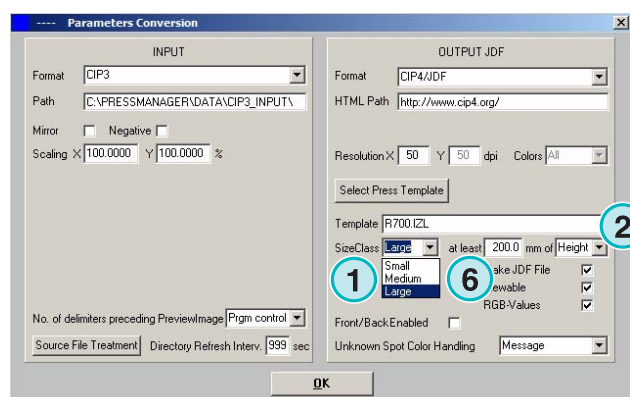 ---- Parameters Conversion
INPUT
Format CIP3
Path C:\PRESSMANAGER\DATA\CIP3_INPUT\
Mirror Negative
Scaling X 100.0000 Y 100.0000 %
No. of delimiters preceding PreviewImage Prgm control
Source File Treatment Directory Refresh Interv. 999 sec
OUTPUT JDF
Format CIP4/JDF
HTML Path http://www.cip4.org/
Resolution X 50 Y 50 dpi Colors All
Select Press Template
Template R700.IZL
2
SizeClass Large at least 200.0 mm of Height
1
Small
Medium
Large
6
ake JDF File
ewable
RGB-Values
Front/Back Enabled
Unknown Spot Color Handling Message
OK